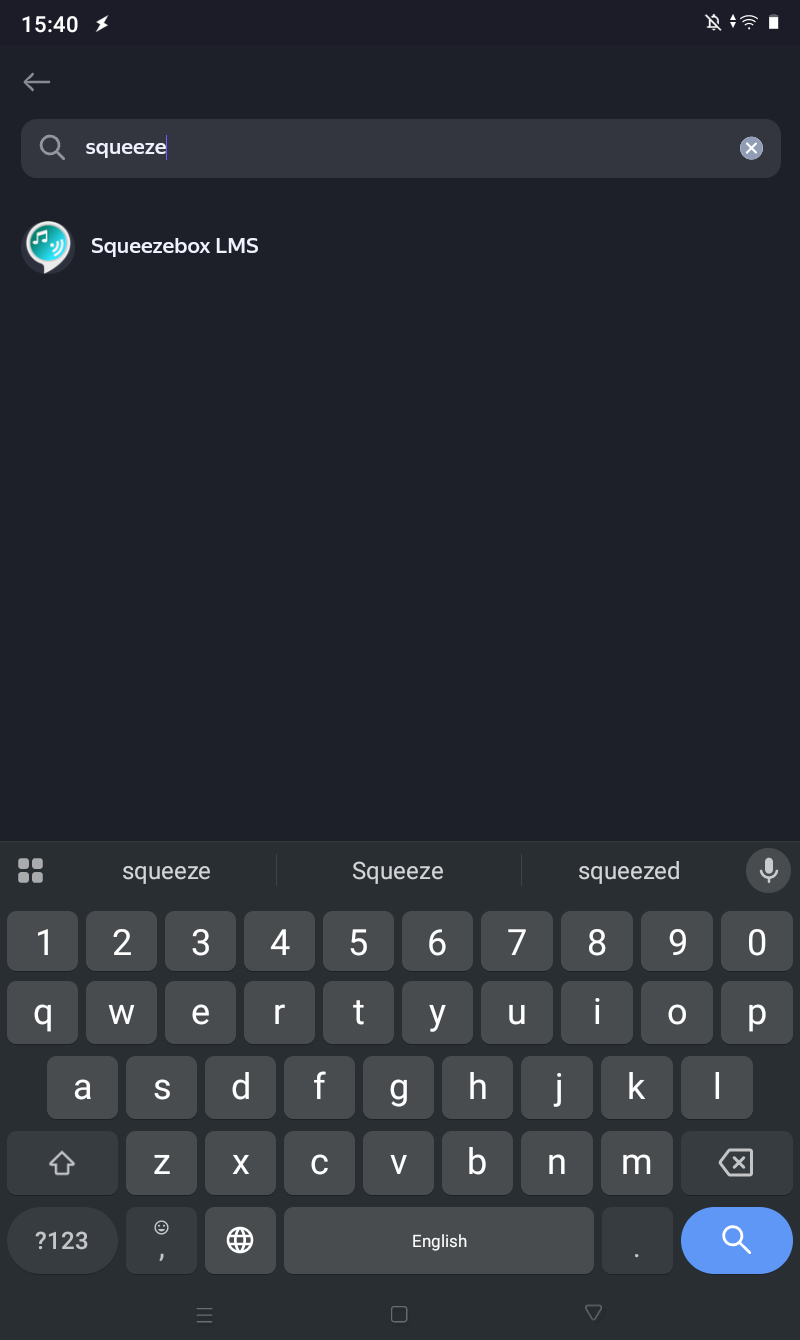 15:40
squeeze
Squeezebox LMS
squeeze Squeeze squeezed
1 2 3 4 5 6 7 8 9 0
q w e r t y u i o p
a s d f g h j k l
z x c v b n m
?123 , English .